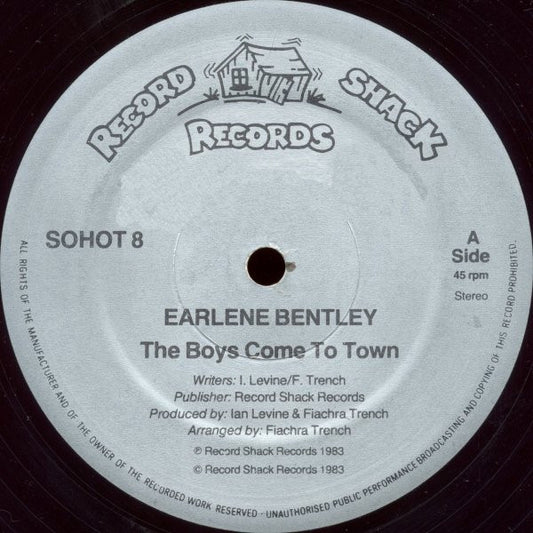 RECORD SHACK
RECORDS
SOHOT 8
A
Side
45 rpm
Stereo
EARLENE BENTLEY
The Boys Come To Town
Writers: I. Levine/F. Trench
Publisher: Record Shack Records
Produced by: Ian Levine & Fiachra Trench
Arranged by: Fiachra Trench
℗ Record Shack Records 1983
© Record Shack Records 1983
ALL RIGHTS OF THE MANUFACTURER AND OF THE OWNER OF THE RECORDED WORK RESERVED · UNAUTHORISED PUBLIC PERFORMANCE BROADCASTING AND COPYING OF THIS RECORD PROHIBITED.